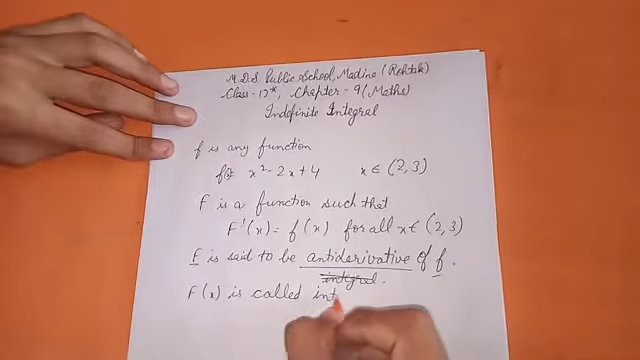 M.D.S. Public School, Madina (Rohtak)
Class-12th, Chapter-9 (Maths)
Indefinite Integral
f is any function
f(x) = x² - 2x + 4 x ∈ (2,3)
F is a function such that
F'(x) = f(x) for all x ∈ (2,3)
F is said to be antiderivative of f.
integral.
F(x) is called int